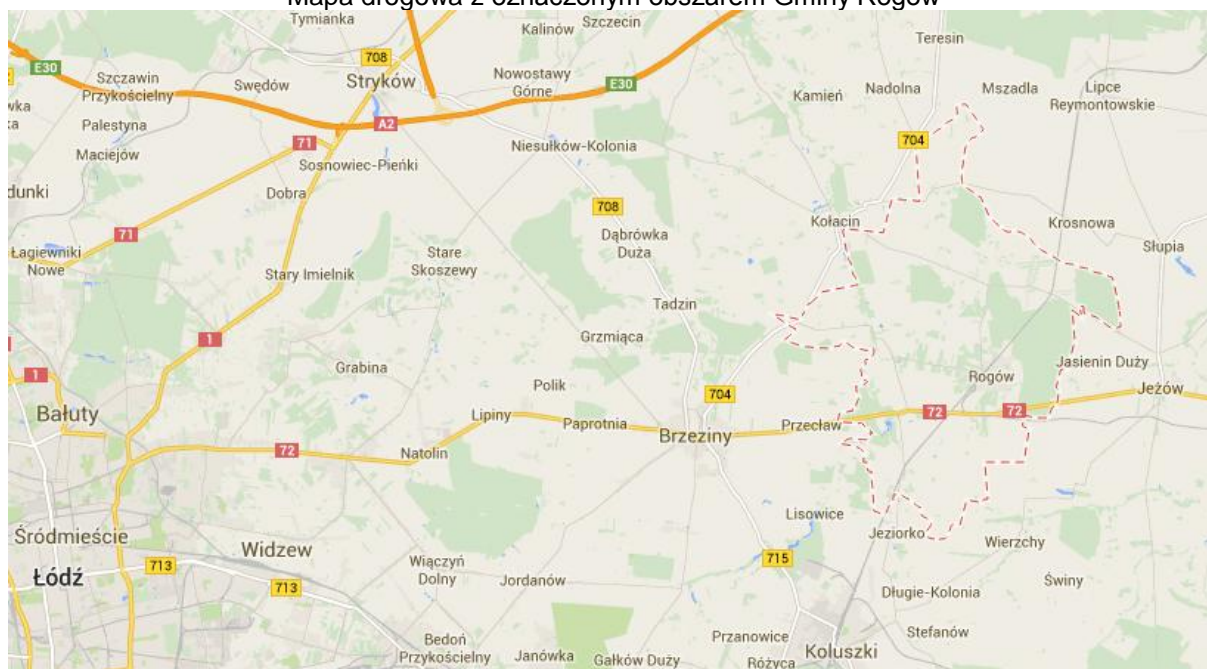 Mapa drogowa z oznaczonym obszarem Gminy Rogów
Tymianka
Kalinów
Szczecin
Teresin
708
E30
Szczawin
Przykościelny
Swędów
Stryków
Nowostawy
Górne
E30
Kamień
Nadolna
Mszadla
Lipce
Reymontowskie
Palestyna
A2
71
704
Maciejów
Sosnowiec-Pieńki
Niesułków-Kolonia
Dobra
708
71
Łagiewniki
Nowe
Stary Imielnik
Stare
Skoszewy
Dąbrówka
Duża
Kołacin
Krosnowa
Słupia
Tadzin
1
Grzmiąca
1
Grabina
Polik
704
Rogów
Jasienin Duży
Jeżów
Bałuty
Lipiny
Paprotnia
Brzeziny
Przecław
72
72
72
Natolin
Śródmieście
Widzew
Lisowice
Jeziorko
Wierzchy
Łódź
713
713
Wiączyń
Dolny
Jordanów
715
Długie-Kolonia
Świny
Bedoń
Przykościelny
Janówka
Gałków Duży
Przanowice
Różyca
Koluszki
Stefanów